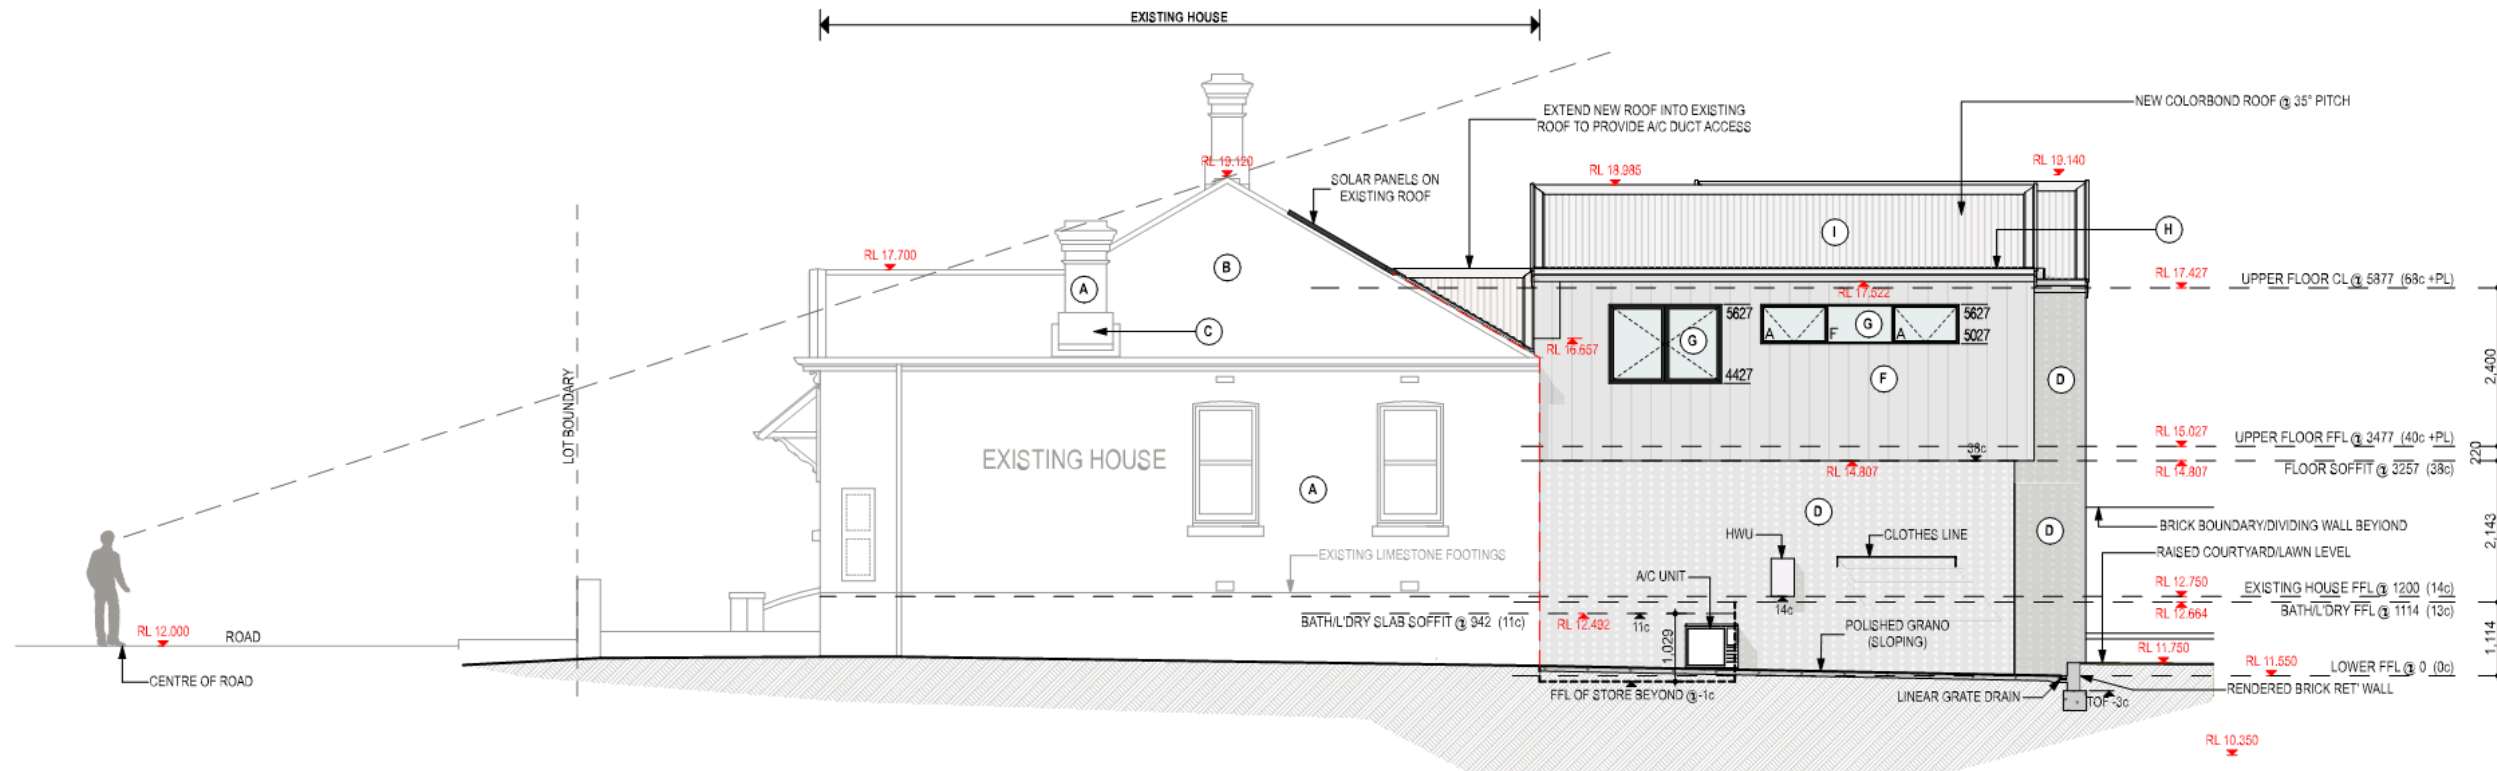 EXISTING HOUSE
NEW COLORBOND ROOF @ 35° PITCH
EXTEND NEW ROOF INTO EXISTING
ROOF TO PROVIDE A/C DUCT ACCESS
RL 19.120
RL 18.985
RL 19.140
SOLAR PANELS ON
EXISTING ROOF
I
H
RL 17.700
B
A
C
RL 17.427
UPPER FLOOR CL @ 5877 (68c +PL)
RL 17.522
5627
G
4427
A
F
G
A
5627
5027
RL 16.657
F
D
2,400
LOT BOUNDARY
EXISTING HOUSE
A
RL 15.027
UPPER FLOOR FFL @ 3477 (40c +PL)
38c
220
RL 14.807
RL 14.807
FLOOR SOFFIT @ 3257 (38c)
D
D
BRICK BOUNDARY/DIVIDING WALL BEYIOND
HWU
CLOTHES LINE
2,143
EXISTING LIMESTONE FOOTINGS
RAISED COURTYARD/LAWN LEVEL
A/C UNIT
RL 12.750
EXISTING HOUSE FFL @ 1200 (14c)
14c
RL 12.664
BATH/L'DRY FFL @ 1114 (13c)
BATH/L'DRY SLAB SOFFIT @ 942 (11c)
RL 12.492
11c
POLISHED GRANO
(SLOPING)
RL 12.000
ROAD
1,029
1,114
RL 11.750
RL 11.550
LOWER FFL @ 0 (0c)
CENTRE OF ROAD
FFL OF STORE BEYOND @-1c
LINEAR GRATE DRAIN
RENDERED BRICK RET' WALL
TOF -3c
RL 10.350